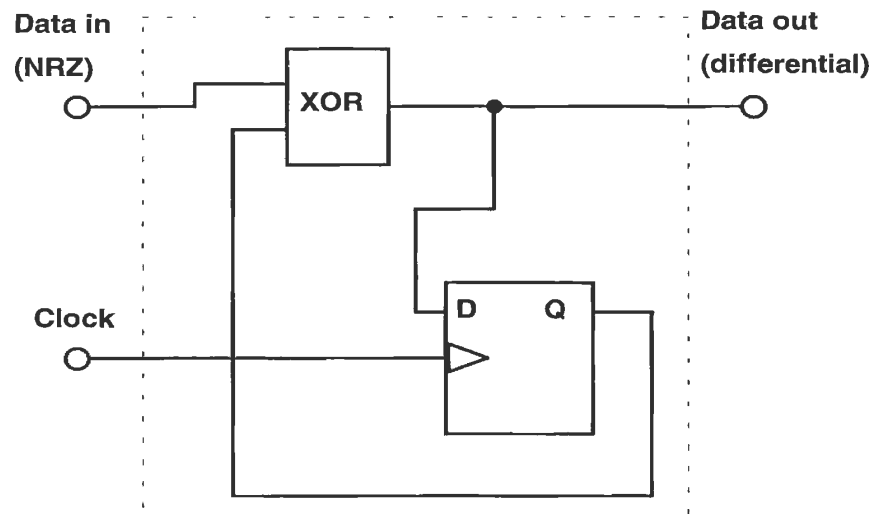 Data in
(NRZ)
Data out
(differential)
XOR
Clock
D
Q